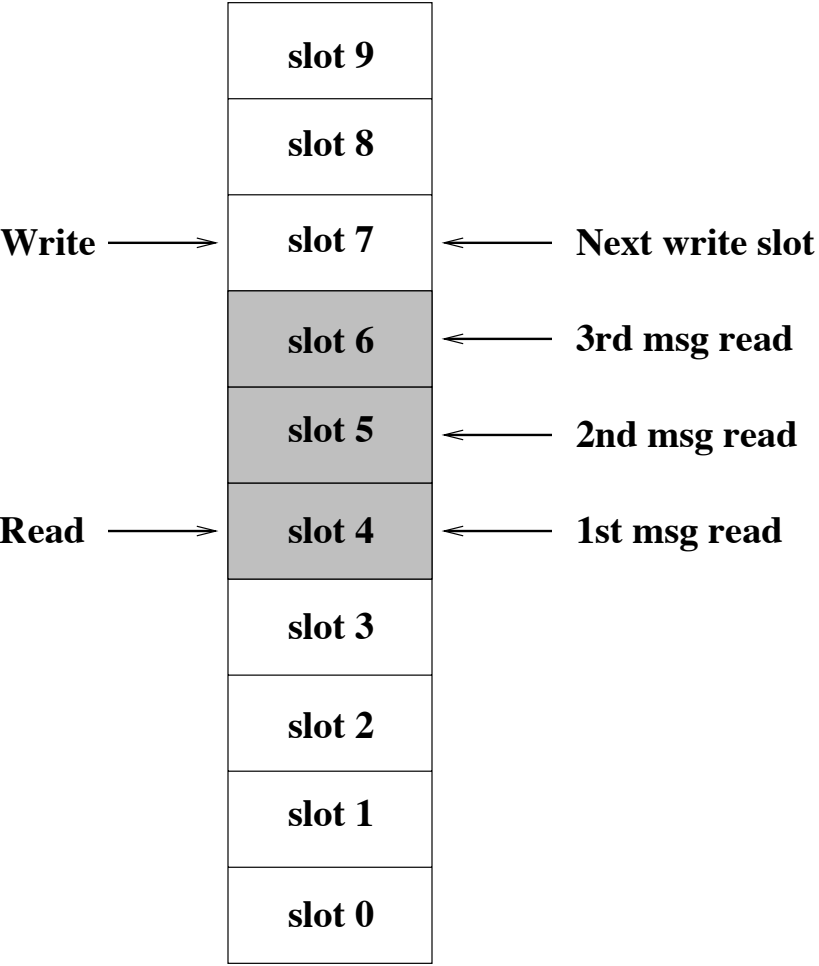 slot 9
slot 8
Write slot 7 Next write slot
slot 6 3rd msg read
slot 5 2nd msg read
Read slot 4 1st msg read
slot 3
slot 2
slot 1
slot 0